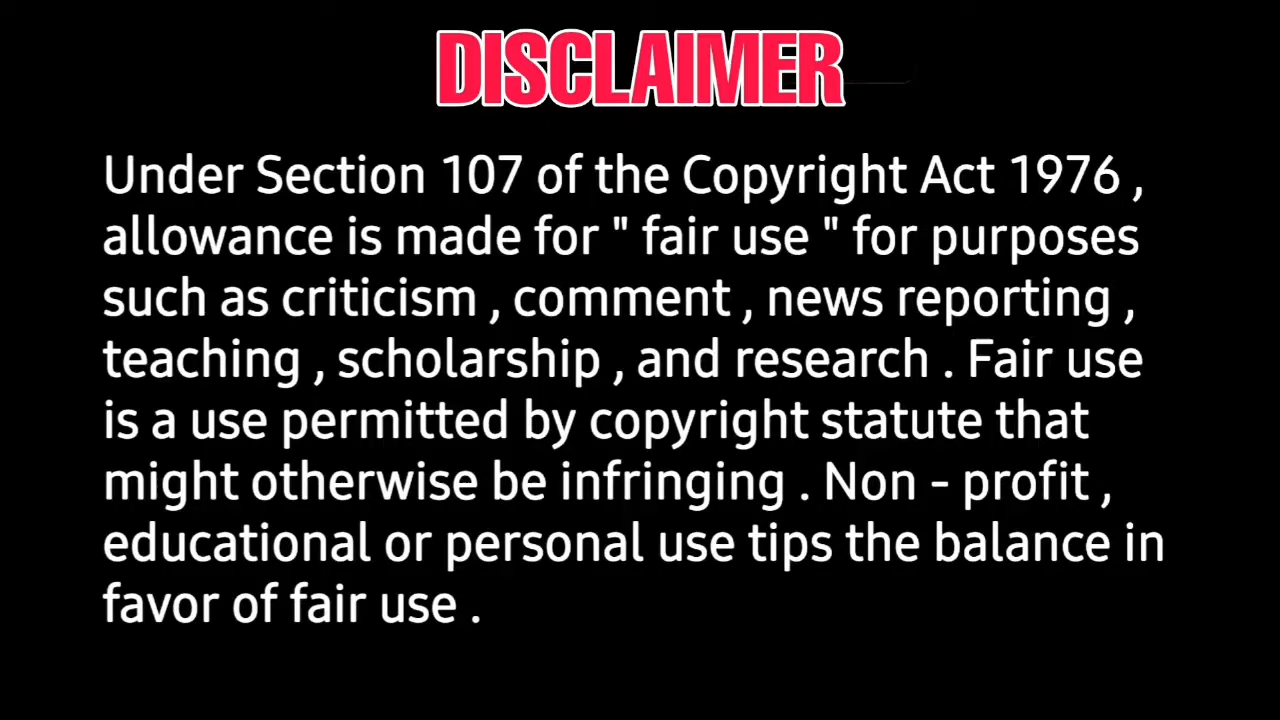 DISCLAIMER
Under Section 107 of the Copyright Act 1976 ,
allowance is made for " fair use " for purposes
such as criticism , comment , news reporting ,
teaching , scholarship , and research . Fair use
is a use permitted by copyright statute that
might otherwise be infringing . Non - profit ,
educational or personal use tips the balance in
favor of fair use .